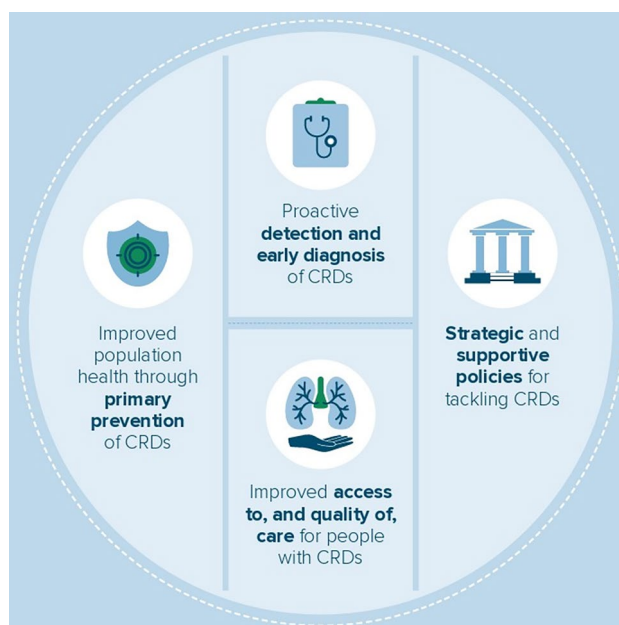 Improved
population
health through
primary
prevention
of CRDs
Proactive
detection and
early diagnosis
of CRDs
Improved access
to, and quality of,
care for people
with CRDs
Strategic and
supportive
policies for
tackling CRDs